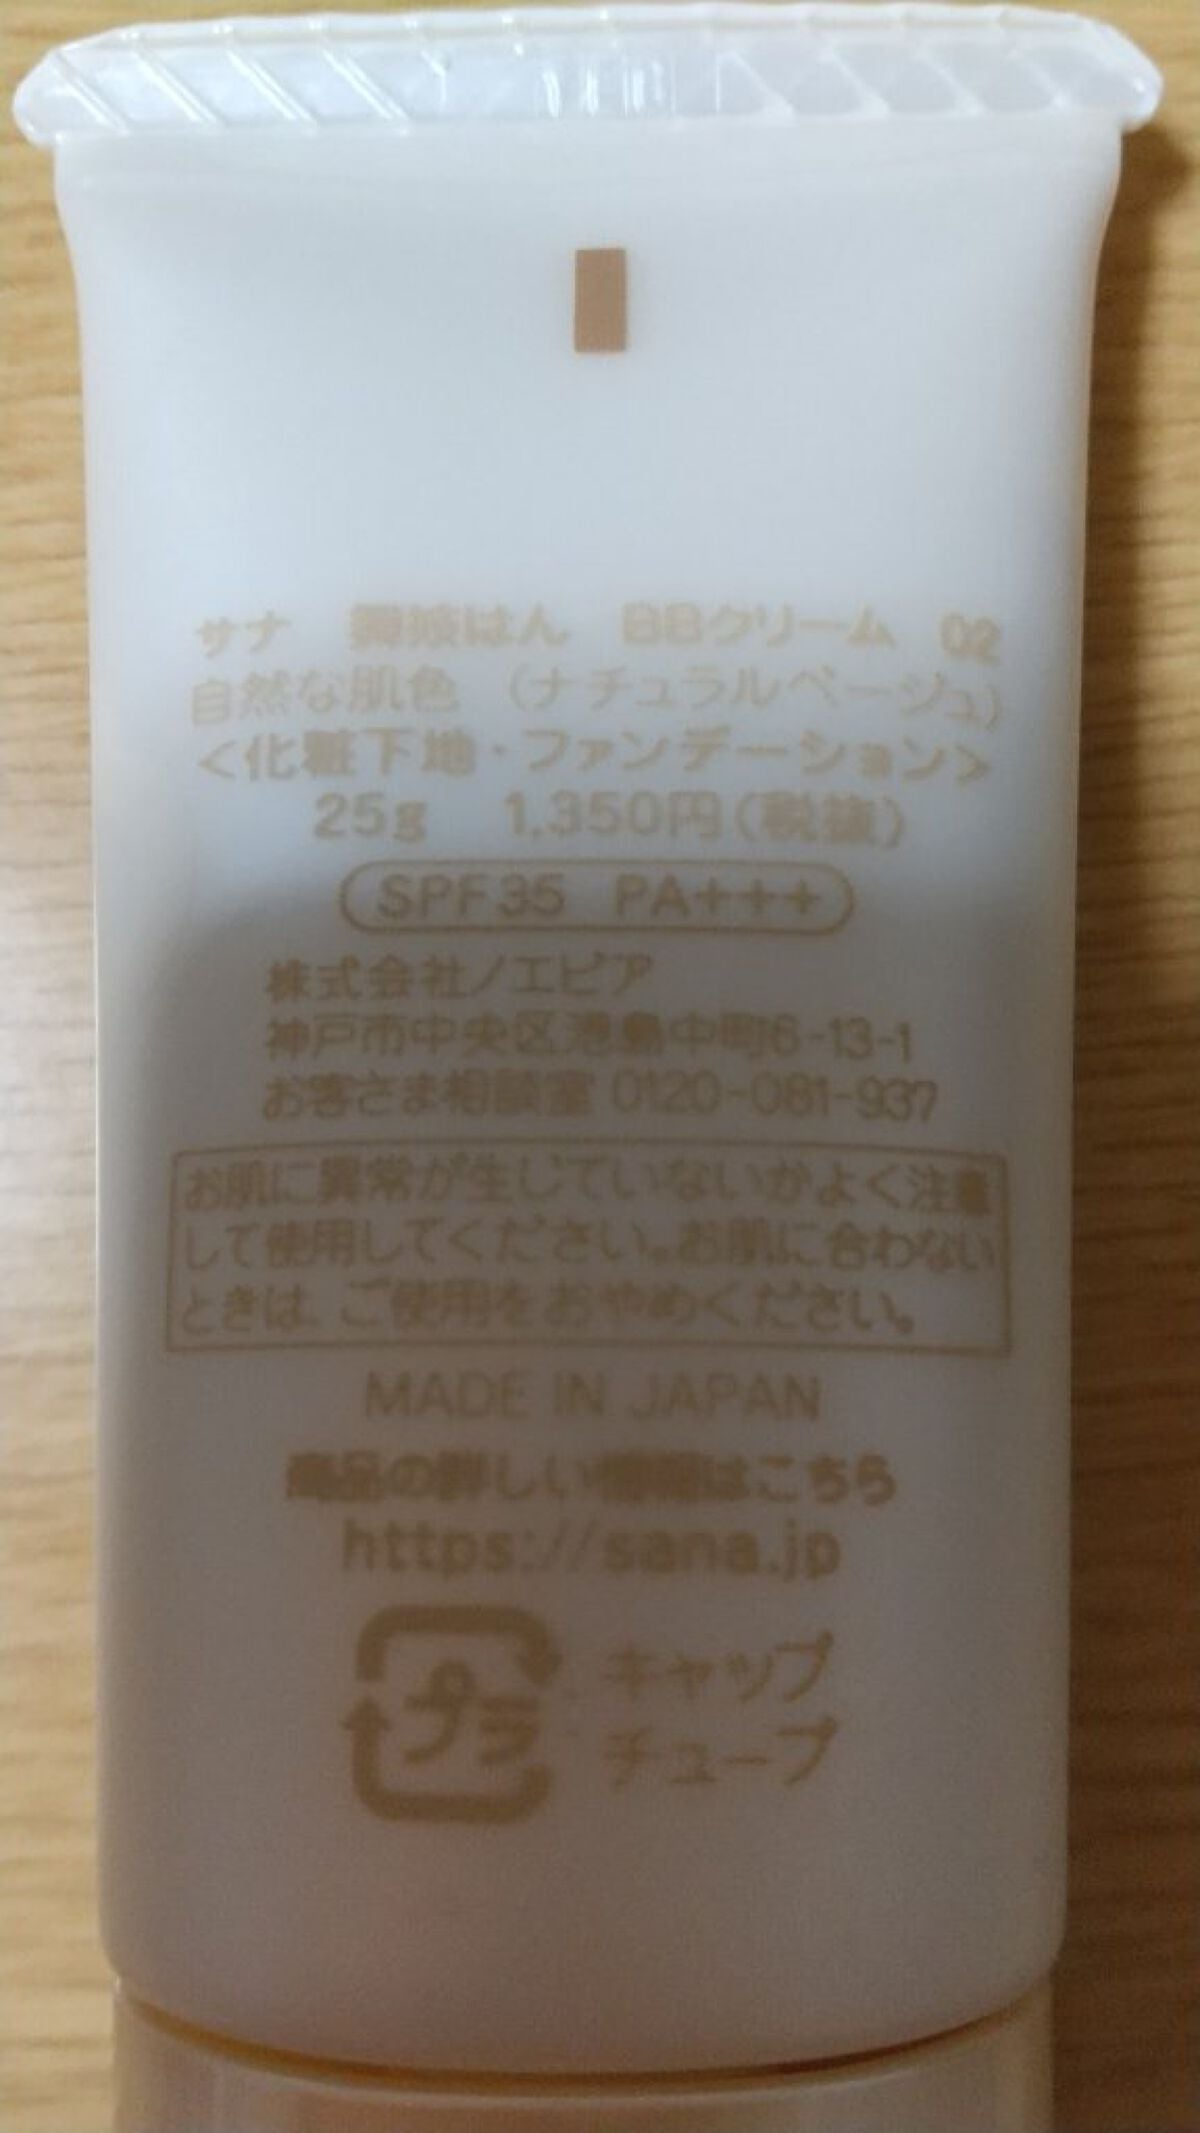 サナ 舞妓はん BBクリーム 02
自然な肌色 (ナチュラルベージュ)
<化粧下地・ファンデーション>
25g 1,350円(税抜)
SPF35 PA+++
株式会社ノエビア
神戸市中央区港島中町6-13-1
お客さま相談室 0120-081-937
お肌に異常が生じていないかよく注意
して使用してください。お肌に合わない
ときは、ご使用をおやめください。
MADE IN JAPAN
商品の詳しい情報はこちら
https://sana.jp
プラ : キャップ
チューブ